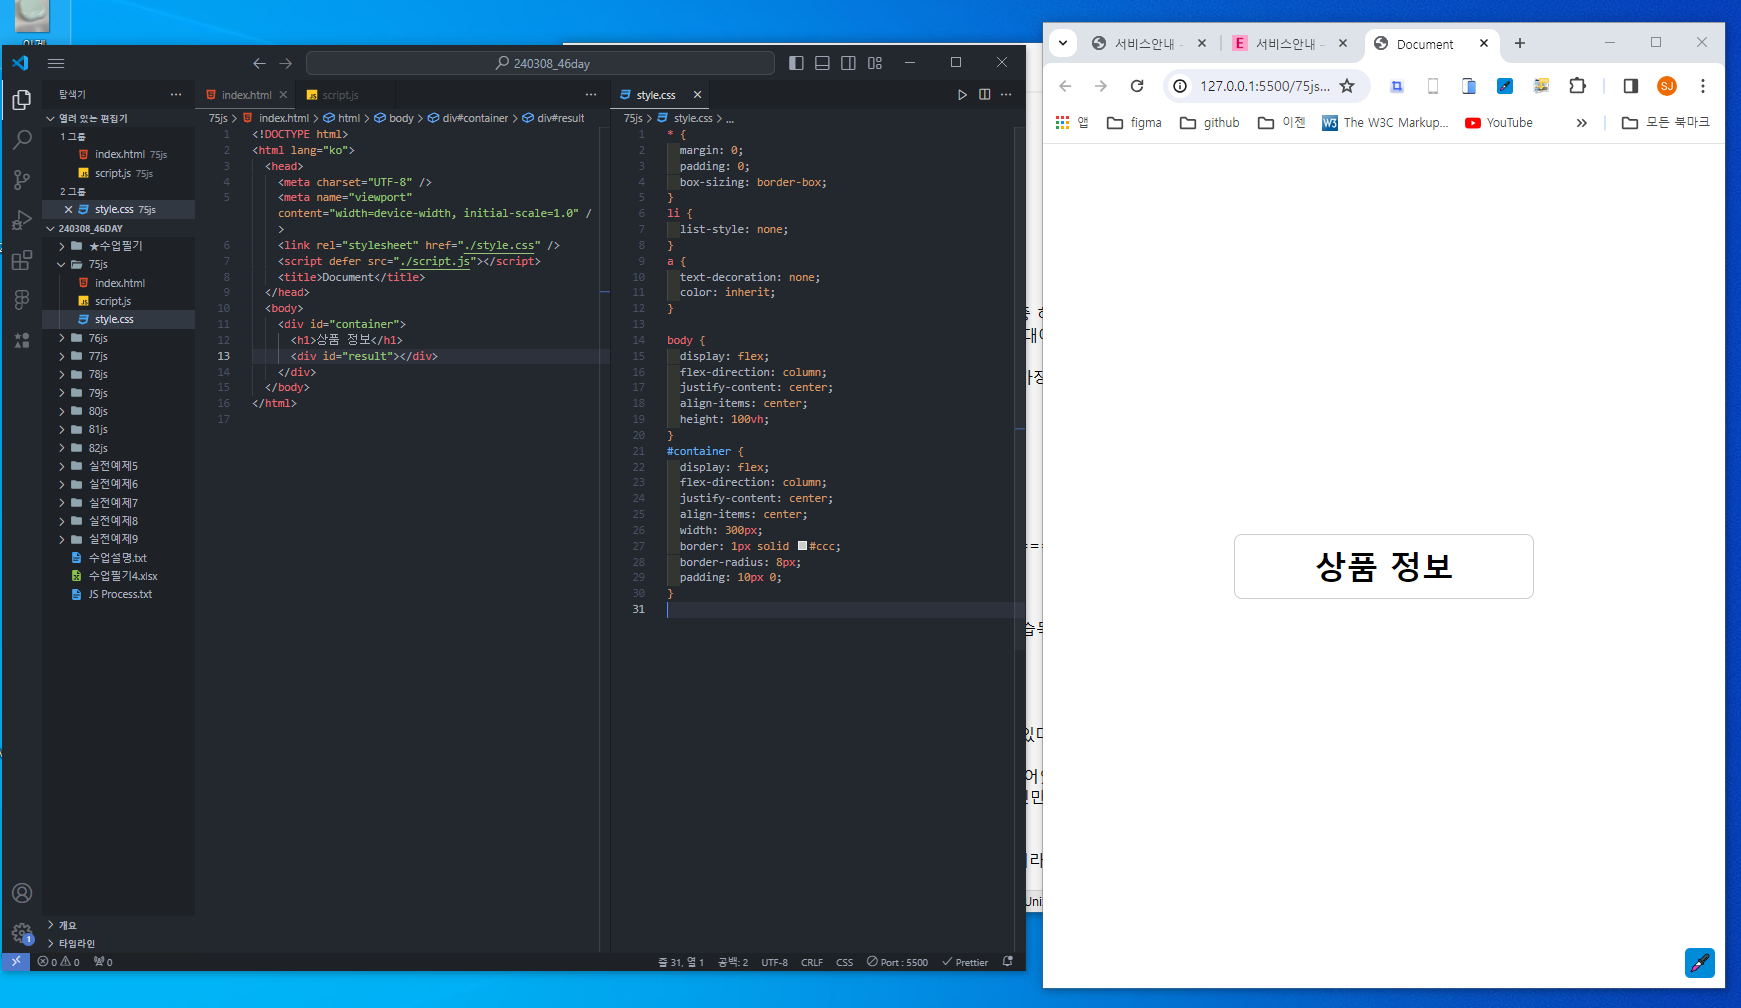 240308_46day
탐색기
열려 있는 편집기
1 그룹
index.html 75js
script.js 75js
2 그룹
style.css 75js
240308_46DAY
★수업필기
75js
index.html
script.js
style.css
76js
77js
78js
79js
80js
81js
82js
실전예제5
실전예제6
실전예제7
실전예제8
실전예제9
수업설명.txt
수업필기4.xlsx
JS Process.txt
개요
타임라인
index.html
script.js
75js > index.html > html > body > div#container > div#result
1 <!DOCTYPE html>
2 <html lang="ko">
3 <head>
4 <meta charset="UTF-8" />
5 <meta name="viewport"
content="width=device-width, initial-scale=1.0" /
>
6 <link rel="stylesheet" href="./style.css" />
7 <script defer src="./script.js"></script>
8 <title>Document</title>
9 </head>
10 <body>
11 <div id="container">
12 <h1>상품 정보</h1>
13 <div id="result"></div>
14 </div>
15 </body>
16 </html>
17
style.css
75js > style.css > ...
1 * {
2 margin: 0;
3 padding: 0;
4 box-sizing: border-box;
5 }
6 li {
7 list-style: none;
8 }
9 a {
10 text-decoration: none;
11 color: inherit;
12 }
13
14 body {
15 display: flex;
16 flex-direction: column;
17 justify-content: center;
18 align-items: center;
19 height: 100vh;
20 }
21 #container {
22 display: flex;
23 flex-direction: column;
24 justify-content: center;
25 align-items: center;
26 width: 300px;
27 border: 1px solid #ccc;
28 border-radius: 8px;
29 padding: 10px 0;
30 }
31
0 0 0
줄 31, 열 1 공백: 2 UTF-8 CRLF CSS Port : 5500 Prettier
1
서비스안내 -
E 서비스안내 -
Document
127.0.0.1:5500/75js...
SJ
앱 figma github 이젠 W3 The W3C Markup... YouTube » 모든 북마크
상품 정보
Uni